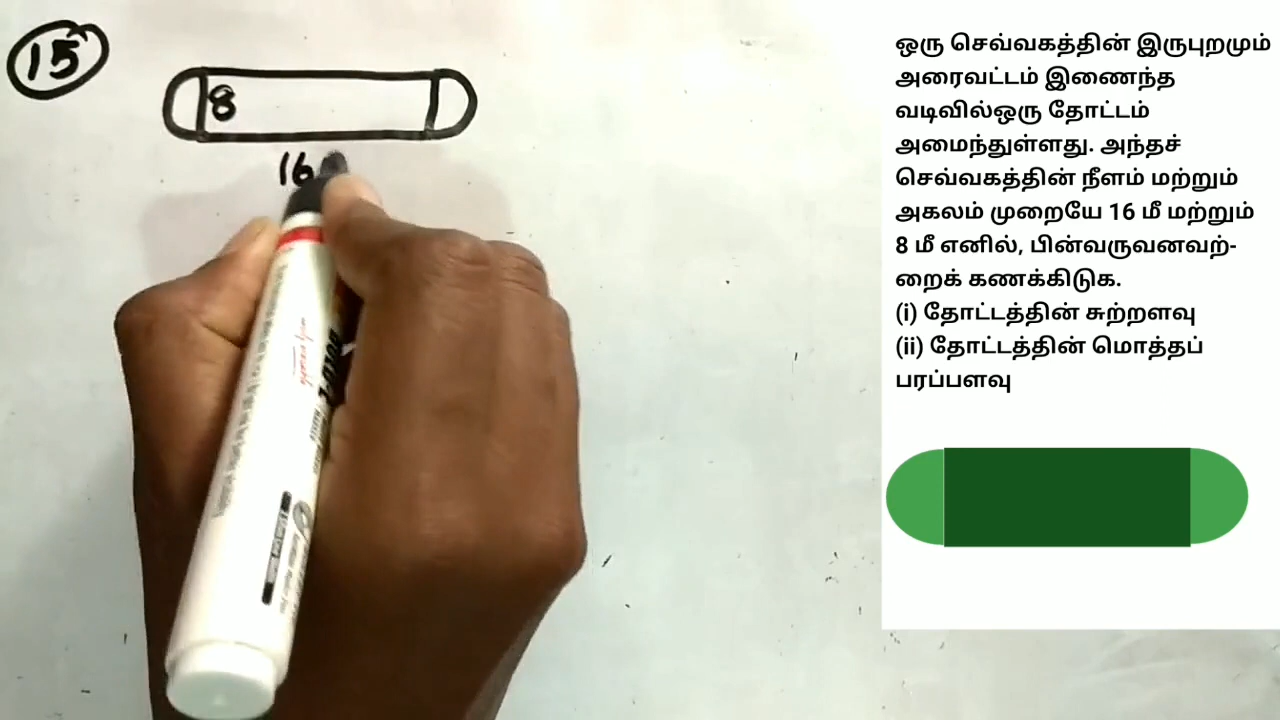 15
8
16
ஒரு செவ்வகத்தின் இருபுறமும்
அரைவட்டம் இணைந்த
வடிவில்ஒரு தோட்டம்
அமைந்துள்ளது. அந்தச்
செவ்வகத்தின் நீளம் மற்றும்
அகலம் முறையே 16 மீ மற்றும்
8 மீ எனில், பின்வருவனவற்-
றைக் கணக்கிடுக.
(i) தோட்டத்தின் சுற்றளவு
(ii) தோட்டத்தின் மொத்தப்
பரப்பளவு